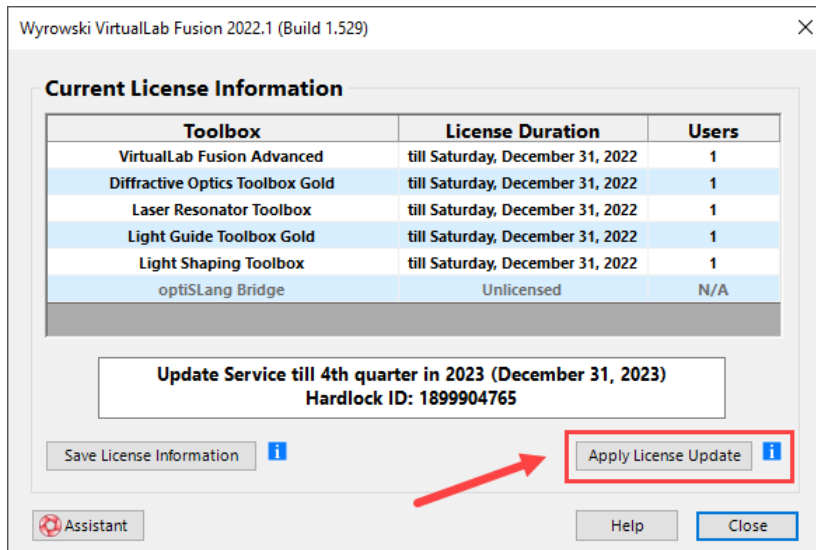 Wyrowski VirtualLab Fusion 2022.1 (Build 1.529)
Current License Information
Toolbox License Duration Users
VirtualLab Fusion Advanced till Saturday, December 31, 2022 1
Diffractive Optics Toolbox Gold till Saturday, December 31, 2022 1
Laser Resonator Toolbox till Saturday, December 31, 2022 1
Light Guide Toolbox Gold till Saturday, December 31, 2022 1
Light Shaping Toolbox till Saturday, December 31, 2022 1
optiSLang Bridge Unlicensed N/A
Update Service till 4th quarter in 2023 (December 31, 2023)
Hardlock ID: 1899904765
Save License Information i Apply License Update i
Assistant Help Close